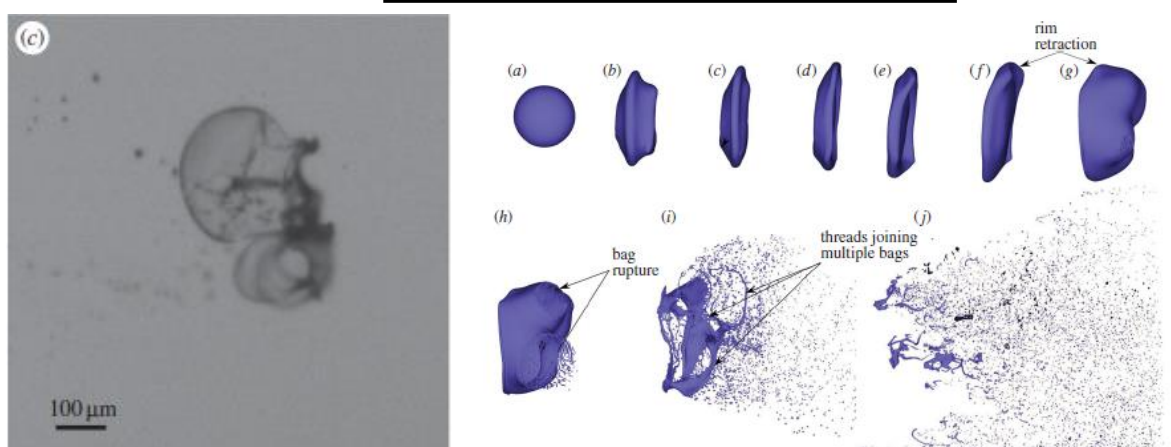 (c)
100 μm
rim
retraction
(a)
(b)
(c)
(d)
(e)
(f)
(g)
(h)
bag
rupture
(i)
threads joining
multiple bags
(j)